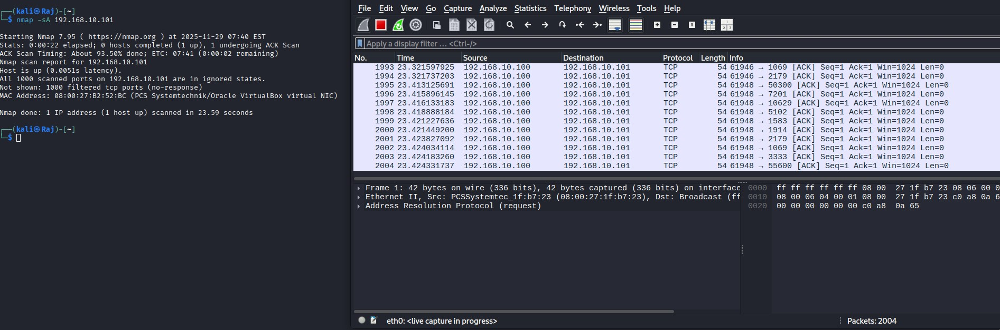 ┌──(kali㉿Raj)-[~]
└─$ nmap -sA 192.168.10.101
Starting Nmap 7.95 ( https://nmap.org ) at 2025-11-29 07:40 EST
Stats: 0:00:22 elapsed; 0 hosts completed (1 up), 1 undergoing ACK Scan
ACK Scan Timing: About 93.50% done; ETC: 07:41 (0:00:02 remaining)
Nmap scan report for 192.168.10.101
Host is up (0.0051s latency).
All 1000 scanned ports on 192.168.10.101 are in ignored states.
Not shown: 1000 filtered tcp ports (no-response)
MAC Address: 08:00:27:B2:52:BC (PCS Systemtechnik/Oracle VirtualBox virtual NIC)
Nmap done: 1 IP address (1 host up) scanned in 23.59 seconds
┌──(kali㉿Raj)-[~]
└─$
File Edit View Go Capture Analyze Statistics Telephony Wireless Tools Help
Apply a display filter … <Ctrl-/>
No. Time Source Destination Protocol Length Info
1993 23.321597925 192.168.10.100 192.168.10.101 TCP 54 61946 → 1069 [ACK] Seq=1 Ack=1 Win=1024 Len=0
1994 23.321737203 192.168.10.100 192.168.10.101 TCP 54 61946 → 2179 [ACK] Seq=1 Ack=1 Win=1024 Len=0
1995 23.413125691 192.168.10.100 192.168.10.101 TCP 54 61948 → 50300 [ACK] Seq=1 Ack=1 Win=1024 Len=0
1996 23.415896145 192.168.10.100 192.168.10.101 TCP 54 61948 → 7201 [ACK] Seq=1 Ack=1 Win=1024 Len=0
1997 23.416133183 192.168.10.100 192.168.10.101 TCP 54 61948 → 10629 [ACK] Seq=1 Ack=1 Win=1024 Len=0
1998 23.418888184 192.168.10.100 192.168.10.101 TCP 54 61948 → 5102 [ACK] Seq=1 Ack=1 Win=1024 Len=0
1999 23.421227636 192.168.10.100 192.168.10.101 TCP 54 61948 → 1583 [ACK] Seq=1 Ack=1 Win=1024 Len=0
2000 23.421449200 192.168.10.100 192.168.10.101 TCP 54 61948 → 1914 [ACK] Seq=1 Ack=1 Win=1024 Len=0
2001 23.423827092 192.168.10.100 192.168.10.101 TCP 54 61948 → 2179 [ACK] Seq=1 Ack=1 Win=1024 Len=0
2002 23.424034114 192.168.10.100 192.168.10.101 TCP 54 61948 → 1069 [ACK] Seq=1 Ack=1 Win=1024 Len=0
2003 23.424183260 192.168.10.100 192.168.10.101 TCP 54 61948 → 3333 [ACK] Seq=1 Ack=1 Win=1024 Len=0
2004 23.424331737 192.168.10.100 192.168.10.101 TCP 54 61948 → 55600 [ACK] Seq=1 Ack=1 Win=1024 Len=0
Frame 1: 42 bytes on wire (336 bits), 42 bytes captured (336 bits) on interface
Ethernet II, Src: PCSSystemtec_1f:b7:23 (08:00:27:1f:b7:23), Dst: Broadcast (ff
Address Resolution Protocol (request)
0000 ff ff ff ff ff ff 08 00 27 1f b7 23 08 06 00 0
0010 08 00 06 04 00 01 08 00 27 1f b7 23 c0 a8 0a 6
0020 00 00 00 00 00 00 c0 a8 0a 65
eth0: <live capture in progress>
Packets: 2004